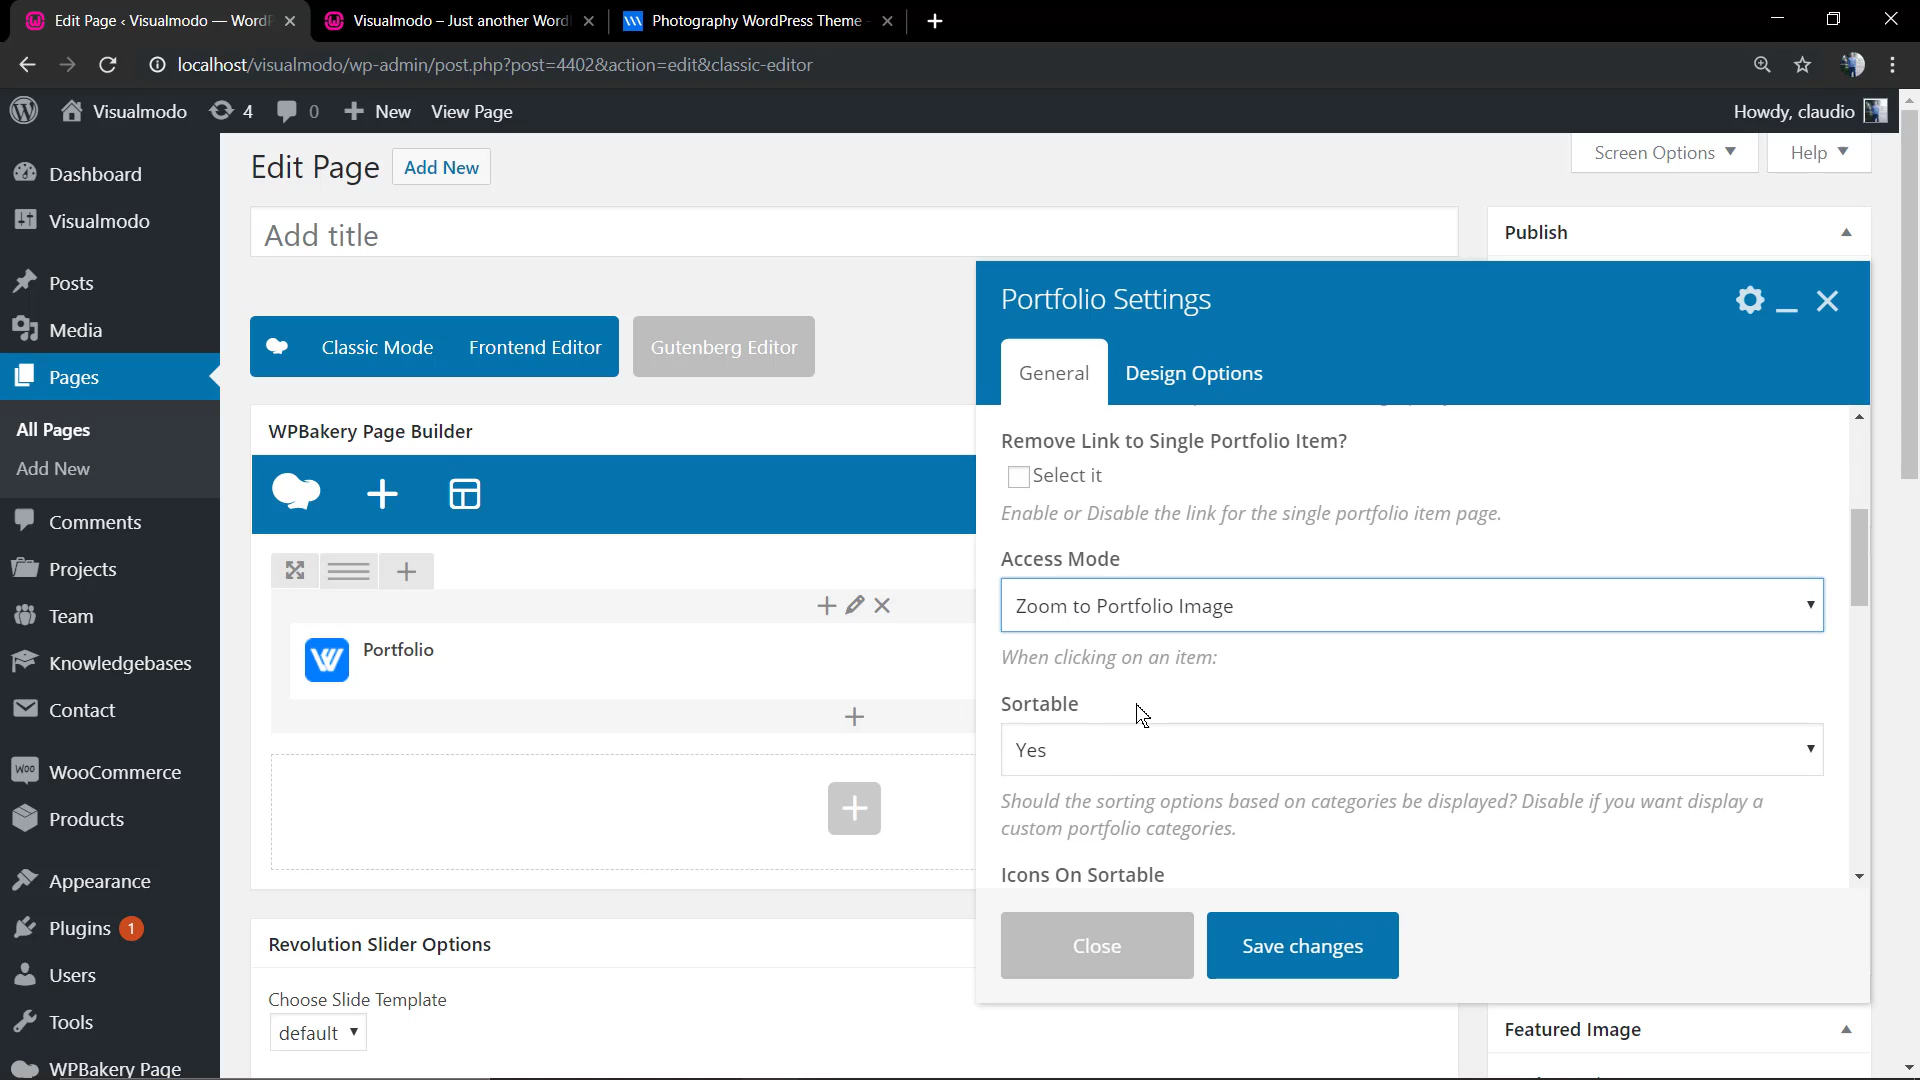 Edit Page ‹ Visualmodo — WordP
Visualmodo – Just another Word
Photography WordPress Theme
localhost/visualmodo/wp-admin/post.php?post=4402&action=edit&classic-editor
Visualmodo
4
0
New
View Page
Howdy, claudio
Dashboard
Visualmodo
Posts
Media
Pages
All Pages
Add New
Comments
Projects
Team
Knowledgebases
Contact
WooCommerce
Products
Appearance
Plugins 1
Users
Tools
WPBakery Page
Edit Page
Add New
Screen Options
Help
Add title
Publish
Classic Mode
Frontend Editor
Gutenberg Editor
WPBakery Page Builder
Portfolio
Revolution Slider Options
Choose Slide Template
default
Portfolio Settings
General
Design Options
Remove Link to Single Portfolio Item?
Select it
Enable or Disable the link for the single portfolio item page.
Access Mode
Zoom to Portfolio Image
When clicking on an item:
Sortable
Yes
Should the sorting options based on categories be displayed? Disable if you want display a
custom portfolio categories.
Icons On Sortable
Close
Save changes
Featured Image